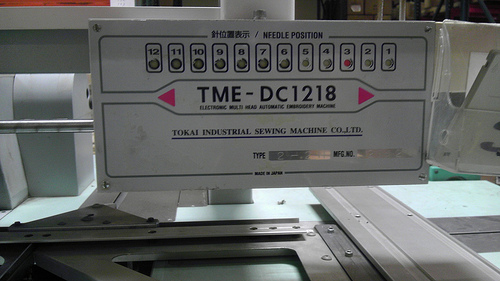 針位置表示 / NEEDLE POSITION
12 11 10 9 8 7 6 5 4 3 2 1
TME - DC1218
ELECTRONIC MULTI HEAD AUTOMATIC EMBROIDERY MACHINE
TOKAI INDUSTRIAL SEWING MACHINE CO.,LTD.
TYPE MFG.NO.
MADE IN JAPAN